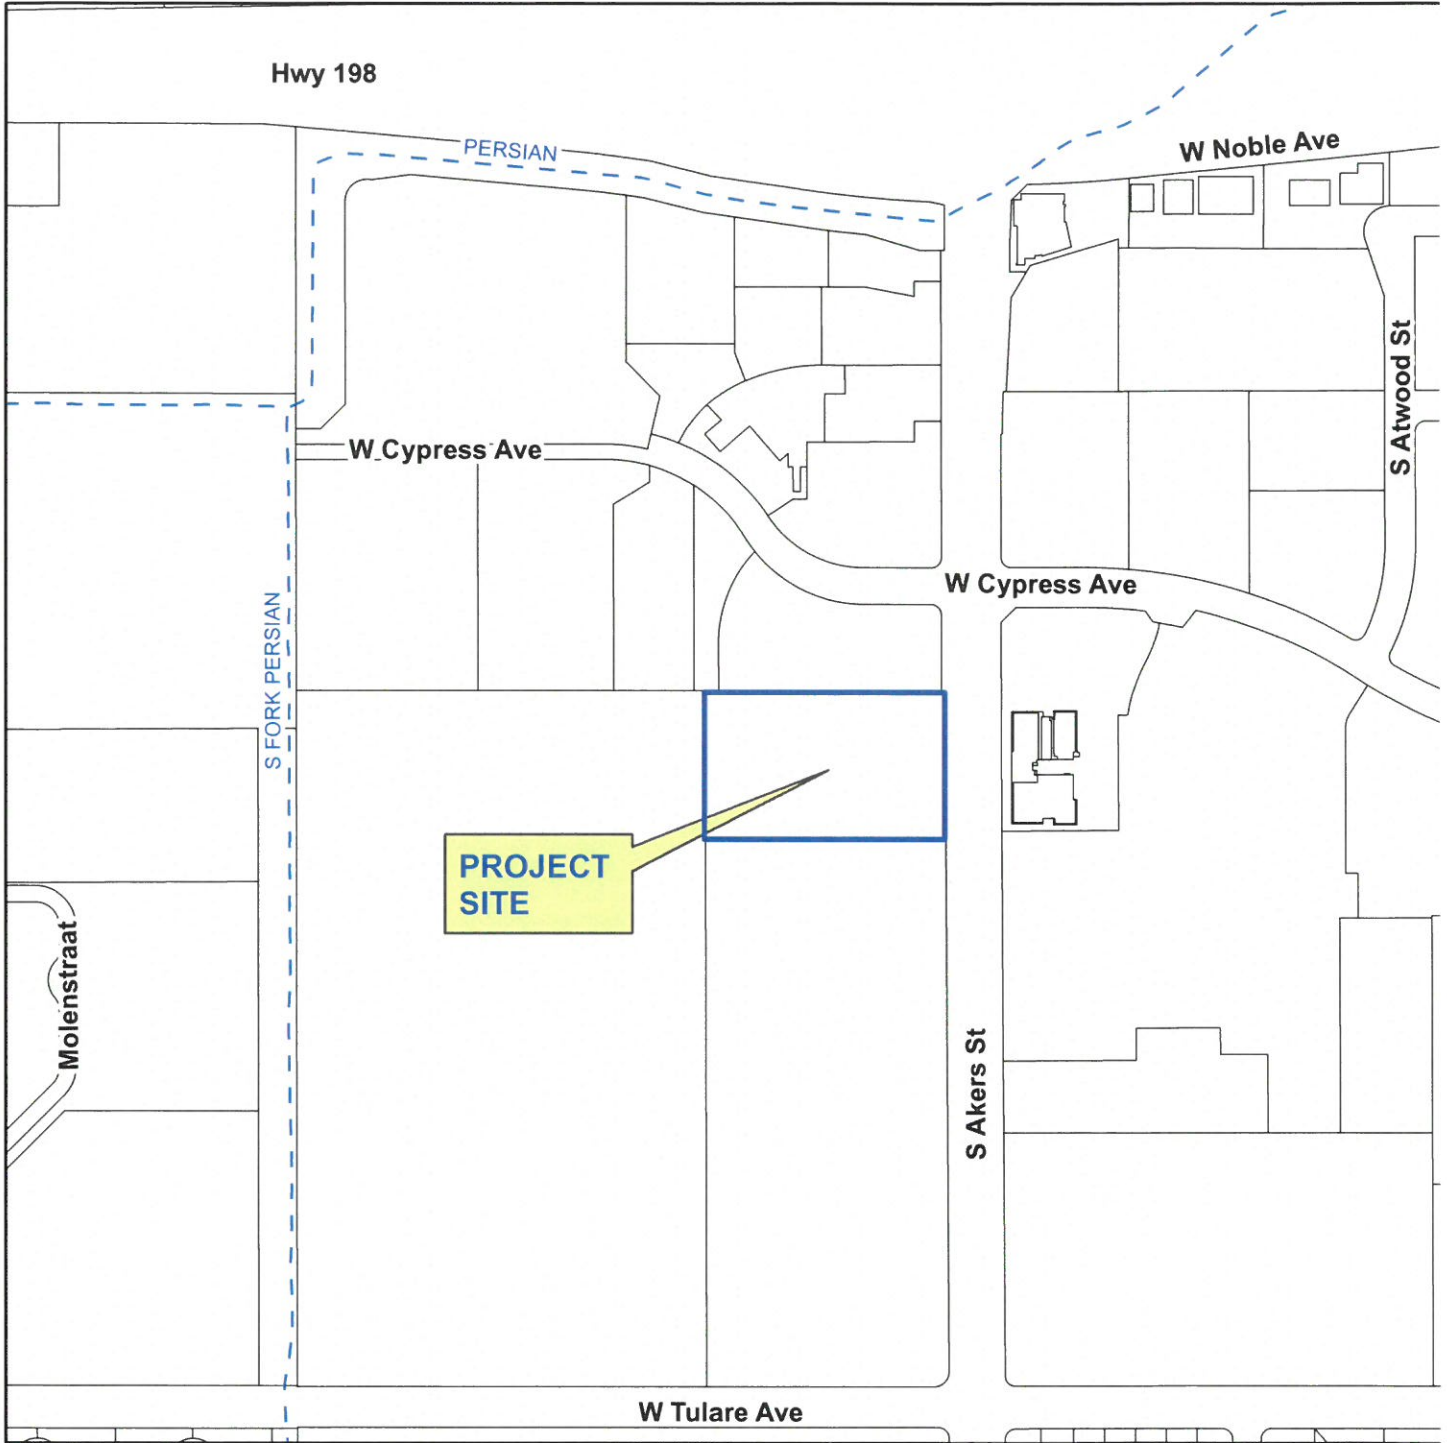 Hwy 198
PERSIAN
W Noble Ave
S Atwood St
W Cypress Ave
W Cypress Ave
S FORK PERSIAN
PROJECT
SITE
Molenstraat
S Akers St
W Tulare Ave